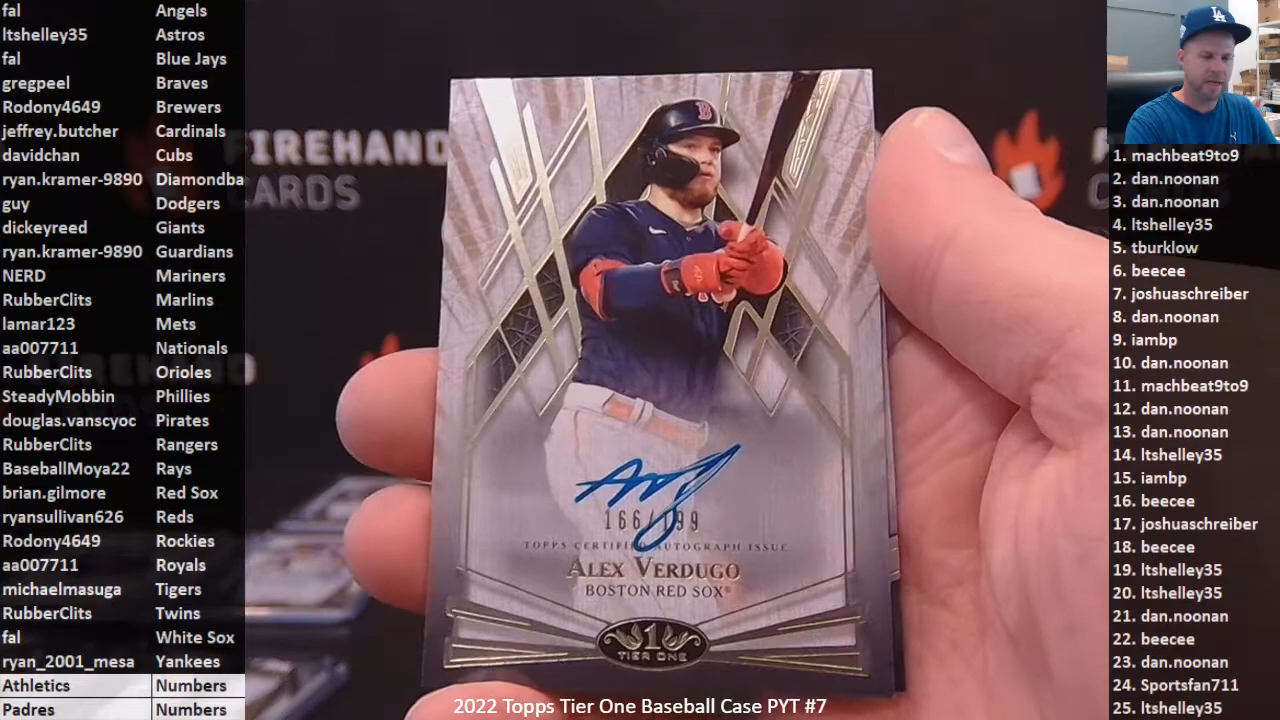 fal Angels
ltshelley35 Astros
fal Blue Jays
gregpeel Braves
Rodony4649 Brewers
jeffrey.butcher Cardinals
davidchan Cubs
ryan.kramer-9890 Diamondba
guy Dodgers
dickeyreed Giants
ryan.kramer-9890 Guardians
NERD Mariners
RubberClits Marlins
lamar123 Mets
aa007711 Nationals
RubberClits Orioles
SteadyMobbin Phillies
douglas.vanscyoc Pirates
RubberClits Rangers
BaseballMoya22 Rays
brian.gilmore Red Sox
ryansullivan626 Reds
Rodony4649 Rockies
aa007711 Royals
michaelmasuga Tigers
RubberClits Twins
fal White Sox
ryan_2001_mesa Yankees
Athletics Numbers
Padres Numbers
FIREHAND
CARDS
B
166/199
TOPPS CERTIFIED AUTOGRAPH ISSUE
ALEX VERDUGO
BOSTON RED SOX®
1
TIER ONE
2022 Topps Tier One Baseball Case PYT #7
LA
1. machbeat9to9
2. dan.noonan
3. dan.noonan
4. ltshelley35
5. tburklow
6. beecee
7. joshuaschreiber
8. dan.noonan
9. iambp
10. dan.noonan
11. machbeat9to9
12. dan.noonan
13. dan.noonan
14. ltshelley35
15. iambp
16. beecee
17. joshuaschreiber
18. beecee
19. ltshelley35
20. ltshelley35
21. dan.noonan
22. beecee
23. dan.noonan
24. Sportsfan711
25. ltshelley35